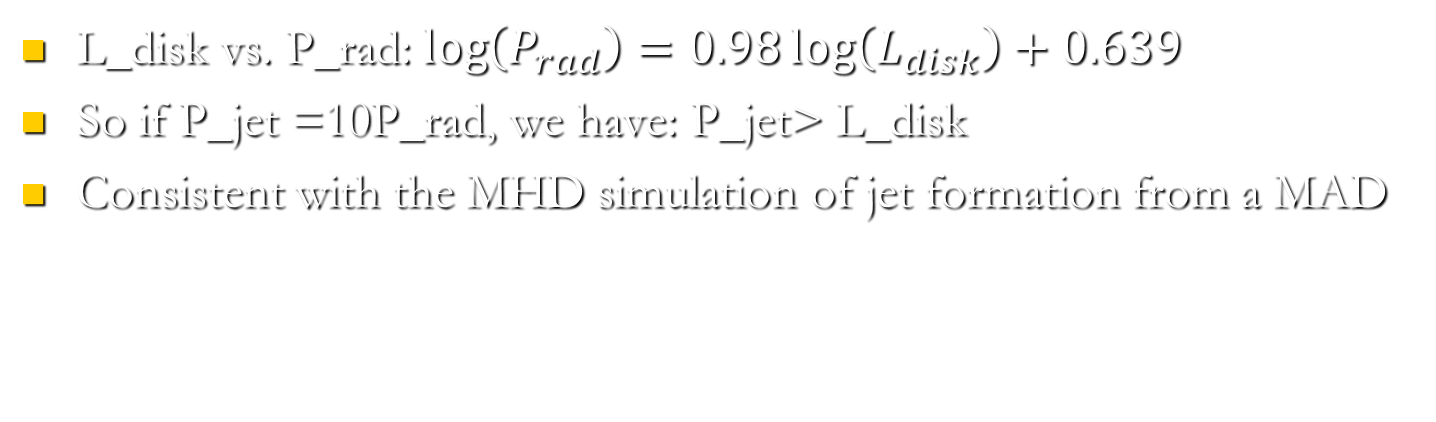 L_disk vs. P_rad: log(P_rad) = 0.98 log(L_disk) + 0.639
So if P_jet =10P_rad, we have: P_jet> L_disk
Consistent with the MHD simulation of jet formation from a MAD